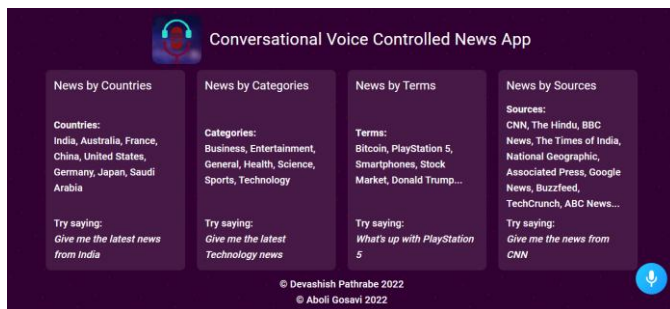 Conversational Voice Controlled News App
News by Countries
Countries:
India, Australia, France,
China, United States,
Germany, Japan, Saudi
Arabia
Try saying:
Give me the latest news
from India
News by Categories
Categories:
Business, Entertainment,
General, Health, Science,
Sports, Technology
Try saying:
Give me the latest
Technology news
News by Terms
Terms:
Bitcoin, PlayStation 5,
Smartphones, Stock
Market, Donald Trump...
Try saying:
What's up with PlayStation
5
News by Sources
Sources:
CNN, The Hindu, BBC
News, The Times of India,
National Geographic,
Associated Press, Google
News, Buzzfeed,
TechCrunch, ABC News...
Try saying:
Give me the news from
CNN
© Devashish Pathrabe 2022
© Aboli Gosavi 2022